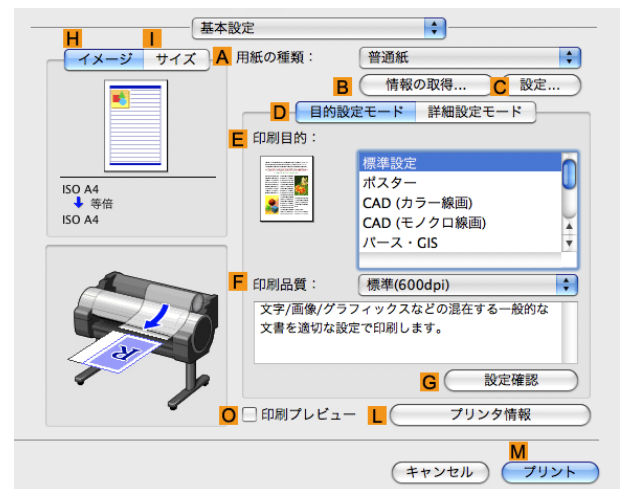 基本設定
H
I
イメージ サイズ
A 用紙の種類： 普通紙
B 情報の取得... C 設定...
D 目的設定モード 詳細設定モード
E 印刷目的：
標準設定
ポスター
CAD (カラー線画)
CAD (モノクロ線画)
パース・GIS
ISO A4
等倍
ISO A4
F 印刷品質： 標準(600dpi)
文字/画像/グラフィックスなどの混在する一般的な
文書を適切な設定で印刷します。
G 設定確認
O 印刷プレビュー L プリンタ情報
M
キャンセル プリント
R